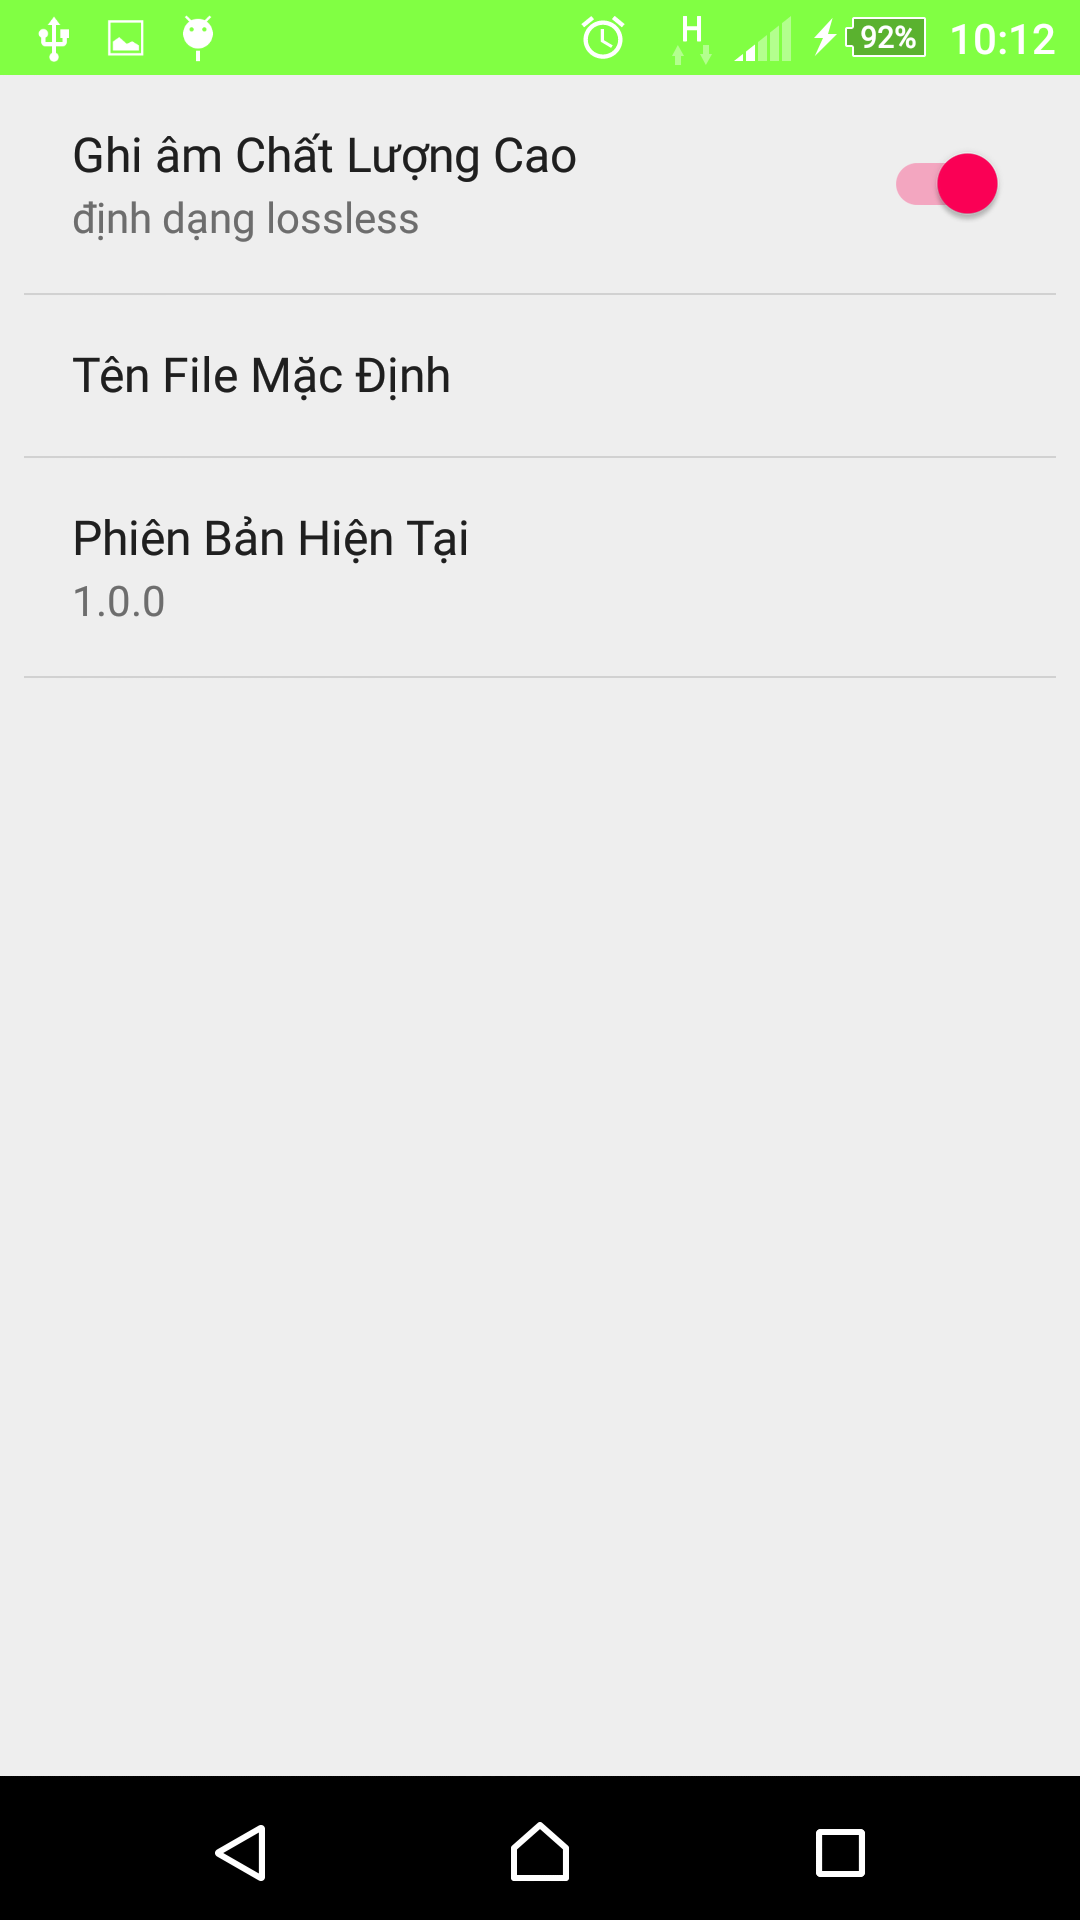 H 92% 10:12
Ghi âm Chất Lượng Cao
định dạng lossless
Tên File Mặc Định
Phiên Bản Hiện Tại
1.0.0